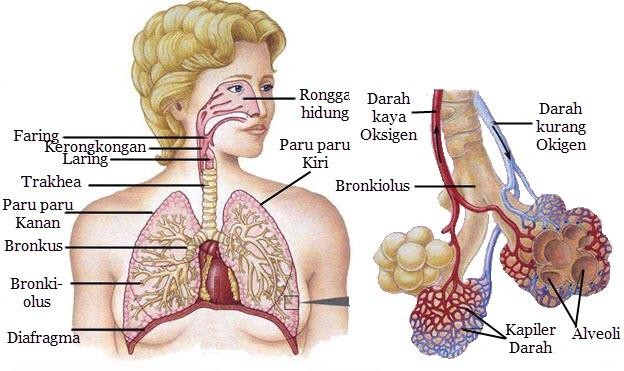 Rongga
hidung
Faring
Kerongkongan
Laring
Paru paru
Kiri
Trakhea
Paru paru
Kanan
Bronkus
Bronki-
olus
Diafragma
Darah
kaya
Oksigen
Darah
kurang
Okigen
Bronkiolus
Kapiler
Darah
Alveoli